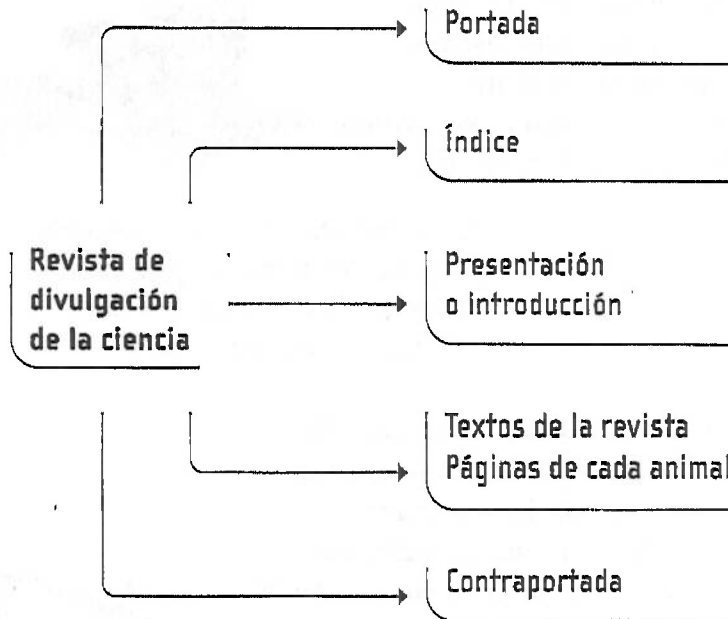 Portada
Índice
Revista de
divulgación
de la ciencia
Presentación
o introducción
Textos de la revista
Páginas de cada animal
Contraportada